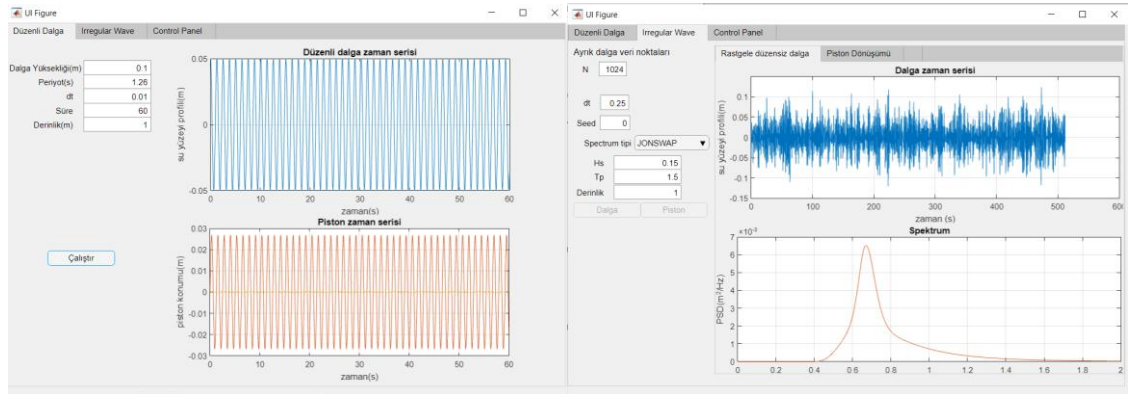 UI Figure
Düzenli Dalga Irregular Wave Control Panel
Dalga Yüksekliği(m) 0.1
Periyot(s) 1.26
dt 0.01
Süre 60
Derinlik(m) 1
Çalıştır
Düzenli dalga zaman serisi
su yüzeyi profili(m)
0.05
0
-0.05
0 10 20 30 40 50 60
zaman(s)
Piston zaman serisi
piston konumu(m)
0.03
0.02
0.01
0
-0.01
-0.02
-0.03
0 10 20 30 40 50 60
zaman(s)
UI Figure
Düzenli Dalga Irregular Wave Control Panel
Ayrık dalga veri noktaları
N 1024
dt 0.25
Seed 0
Spectrum tipi JONSWAP
Hs 0.15
Tp 1.5
Derinlik 1
Dalga Piston
Rastgele düzensiz dalga Piston Dönüşümü
Dalga zaman serisi
su yüzeyi profili(m)
0.1
0.05
0
-0.05
-0.1
-0.15
0 100 200 300 400 500 600
zaman (s)
Spektrum
×10⁻³
PSD(m²/Hz)
7
6
5
4
3
2
1
0
0 0.2 0.4 0.6 0.8 1 1.2 1.4 1.6 1.8 2